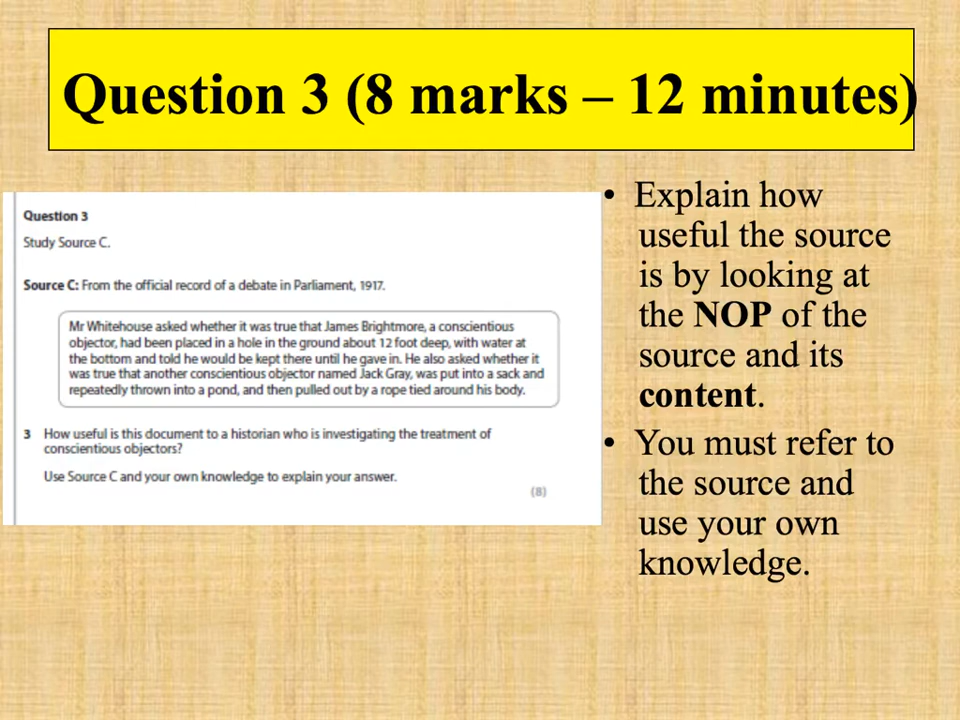 Question 3 (8 marks – 12 minutes)
Question 3
Study Source C.
Source C: From the official record of a debate in Parliament, 1917.
Mr Whitehouse asked whether it was true that James Brightmore, a conscientious
objector, had been placed in a hole in the ground about 12 foot deep, with water at
the bottom and told he would be kept there until he gave in. He also asked whether it
was true that another conscientious objector named Jack Gray, was put into a sack and
repeatedly thrown into a pond, and then pulled out by a rope tied around his body.
3 How useful is this document to a historian who is investigating the treatment of
conscientious objectors?
Use Source C and your own knowledge to explain your answer.
(8)
• Explain how
useful the source
is by looking at
the NOP of the
source and its
content.
• You must refer to
the source and
use your own
knowledge.